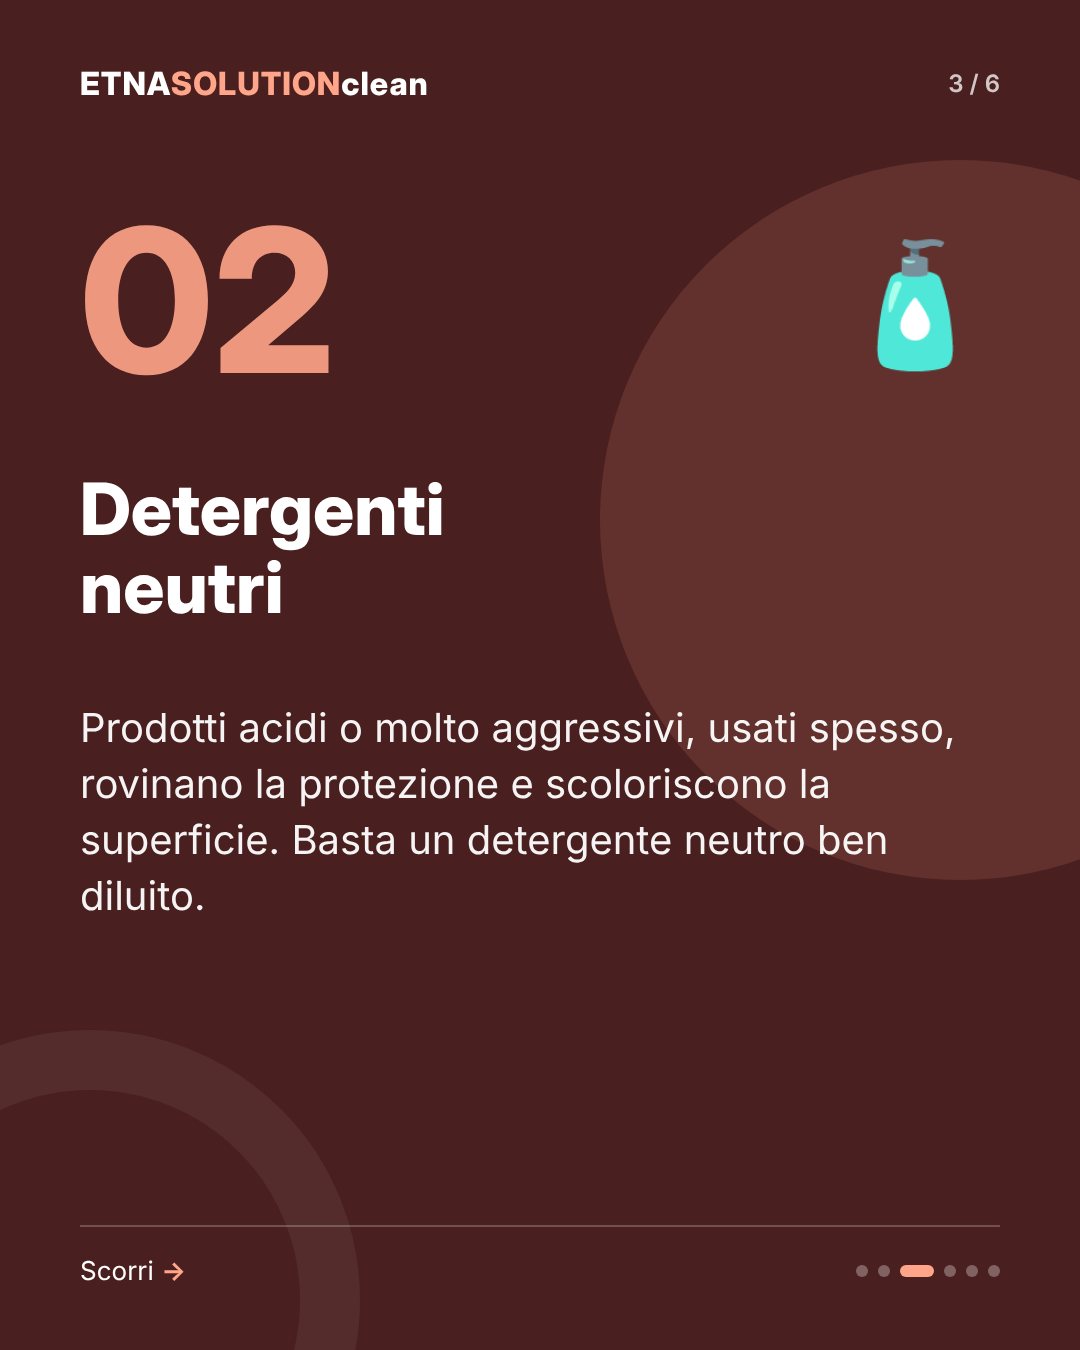 ETNASOLUTIONclean
3 / 6
02
Detergenti
neutri
Prodotti acidi o molto aggressivi, usati spesso,
rovinano la protezione e scoloriscono la
superficie. Basta un detergente neutro ben
diluito.
Scorri →